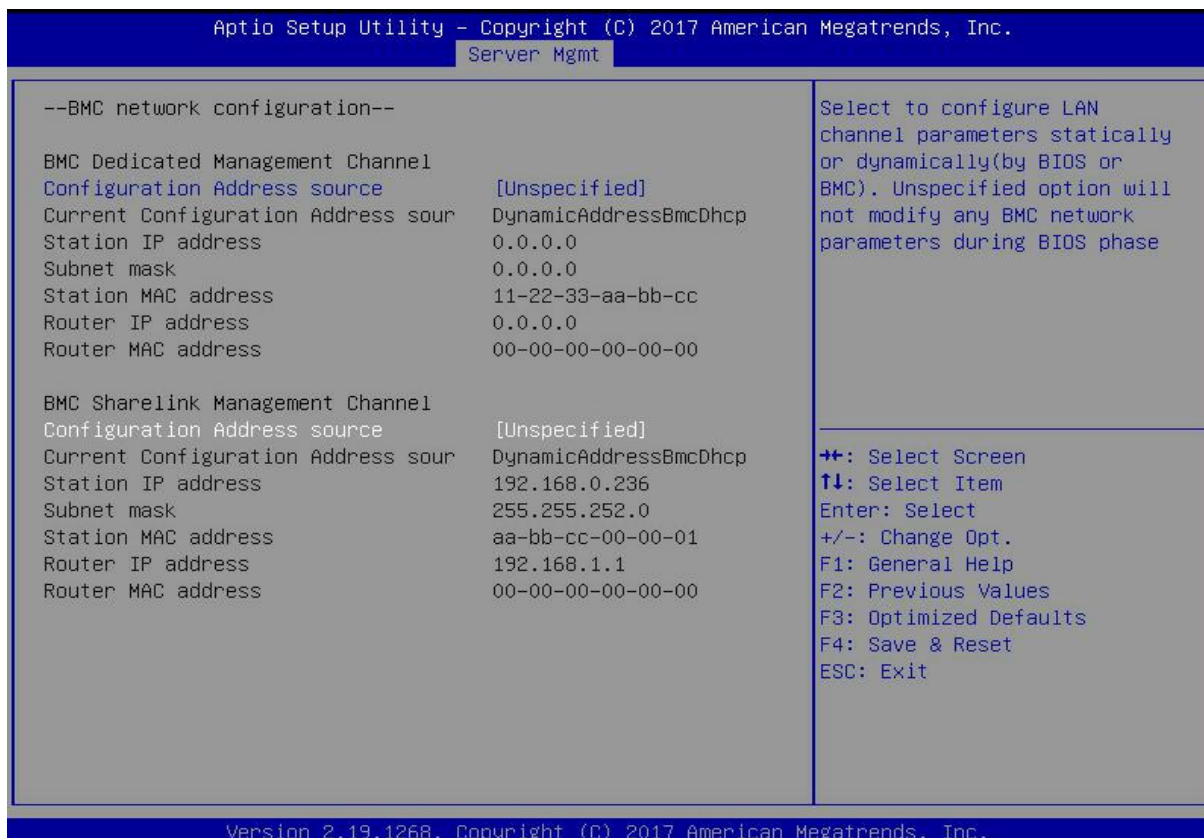 Aptio Setup Utility – Copyright (C) 2017 American Megatrends, Inc.
Server Mgmt
--BMC network configuration--
BMC Dedicated Management Channel
Configuration Address source [Unspecified]
Current Configuration Address sour DynamicAddressBmcDhcp
Station IP address 0.0.0.0
Subnet mask 0.0.0.0
Station MAC address 11-22-33-aa-bb-cc
Router IP address 0.0.0.0
Router MAC address 00-00-00-00-00-00
BMC Sharelink Management Channel
Configuration Address source [Unspecified]
Current Configuration Address sour DynamicAddressBmcDhcp
Station IP address 192.168.0.236
Subnet mask 255.255.252.0
Station MAC address aa-bb-cc-00-00-01
Router IP address 192.168.1.1
Router MAC address 00-00-00-00-00-00
Select to configure LAN
channel parameters statically
or dynamically(by BIOS or
BMC). Unspecified option will
not modify any BMC network
parameters during BIOS phase
→←: Select Screen
↑↓: Select Item
Enter: Select
+/-: Change Opt.
F1: General Help
F2: Previous Values
F3: Optimized Defaults
F4: Save & Reset
ESC: Exit
Version 2.19.1268. Copyright (C) 2017 American Megatrends, Inc.